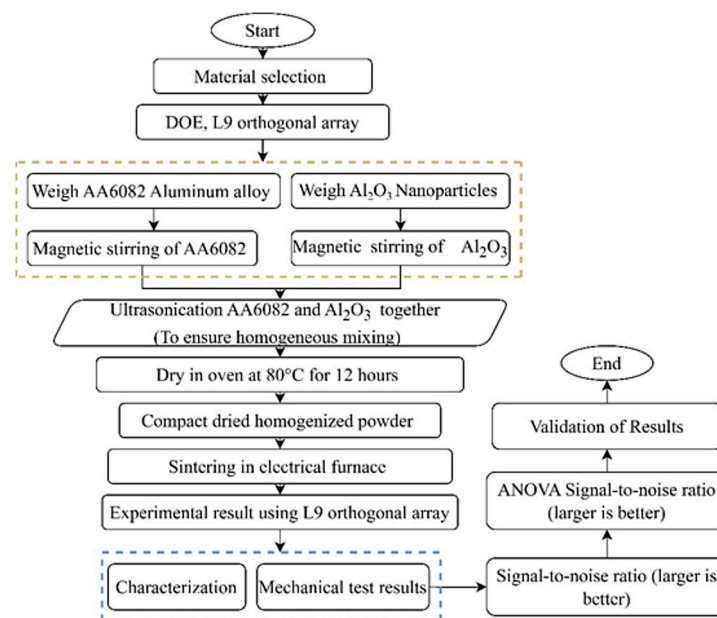 Start
Material selection
DOE, L9 orthogonal array
Weigh AA6082 Aluminum alloy
Weigh Al₂O₃ Nanoparticles
Magnetic stirring of AA6082
Magnetic stirring of Al₂O₃
Ultrasonication AA6082 and Al₂O₃ together
(To ensure homogeneous mixing)
Dry in oven at 80°C for 12 hours
Compact dried homogenized powder
Sintering in electrical furnace
Experimental result using L9 orthogonal array
Characterization
Mechanical test results
Signal-to-noise ratio (larger is
better)
ANOVA Signal-to-noise ratio
(larger is better)
Validation of Results
End